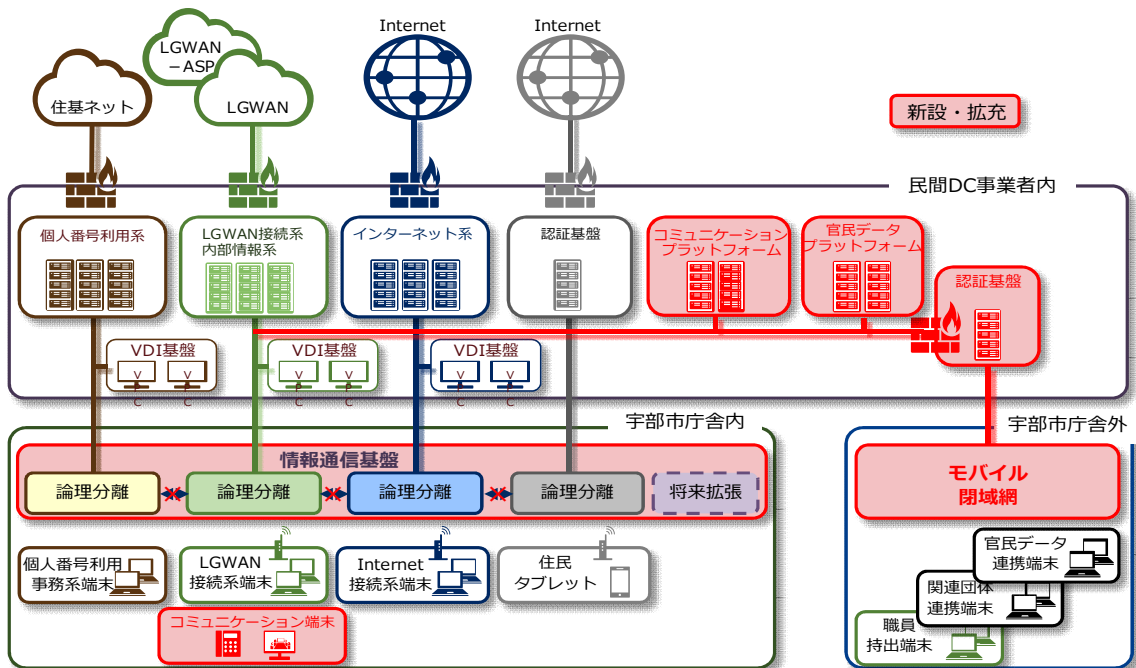 Internet
Internet
LGWAN
－ASP
住基ネット
LGWAN
新設・拡充
民間DC事業者内
個人番号利用系
LGWAN接続系
内部情報系
インターネット系
認証基盤
コミュニケーション
プラットフォーム
官民データ
プラットフォーム
認証基盤
VDI基盤
V
P
C
V
P
C
VDI基盤
V
P
C
V
P
C
VDI基盤
V
P
C
V
P
C
宇部市庁舎内
宇部市庁舎外
情報通信基盤
論理分離
論理分離
論理分離
論理分離
将来拡張
モバイル
閉域網
個人番号利用
事務系端末
LGWAN
接続系端末
Internet
接続系端末
住民
タブレット
コミュニケーション端末
官民データ
連携端末
関連団体
連携端末
職員
持出端末